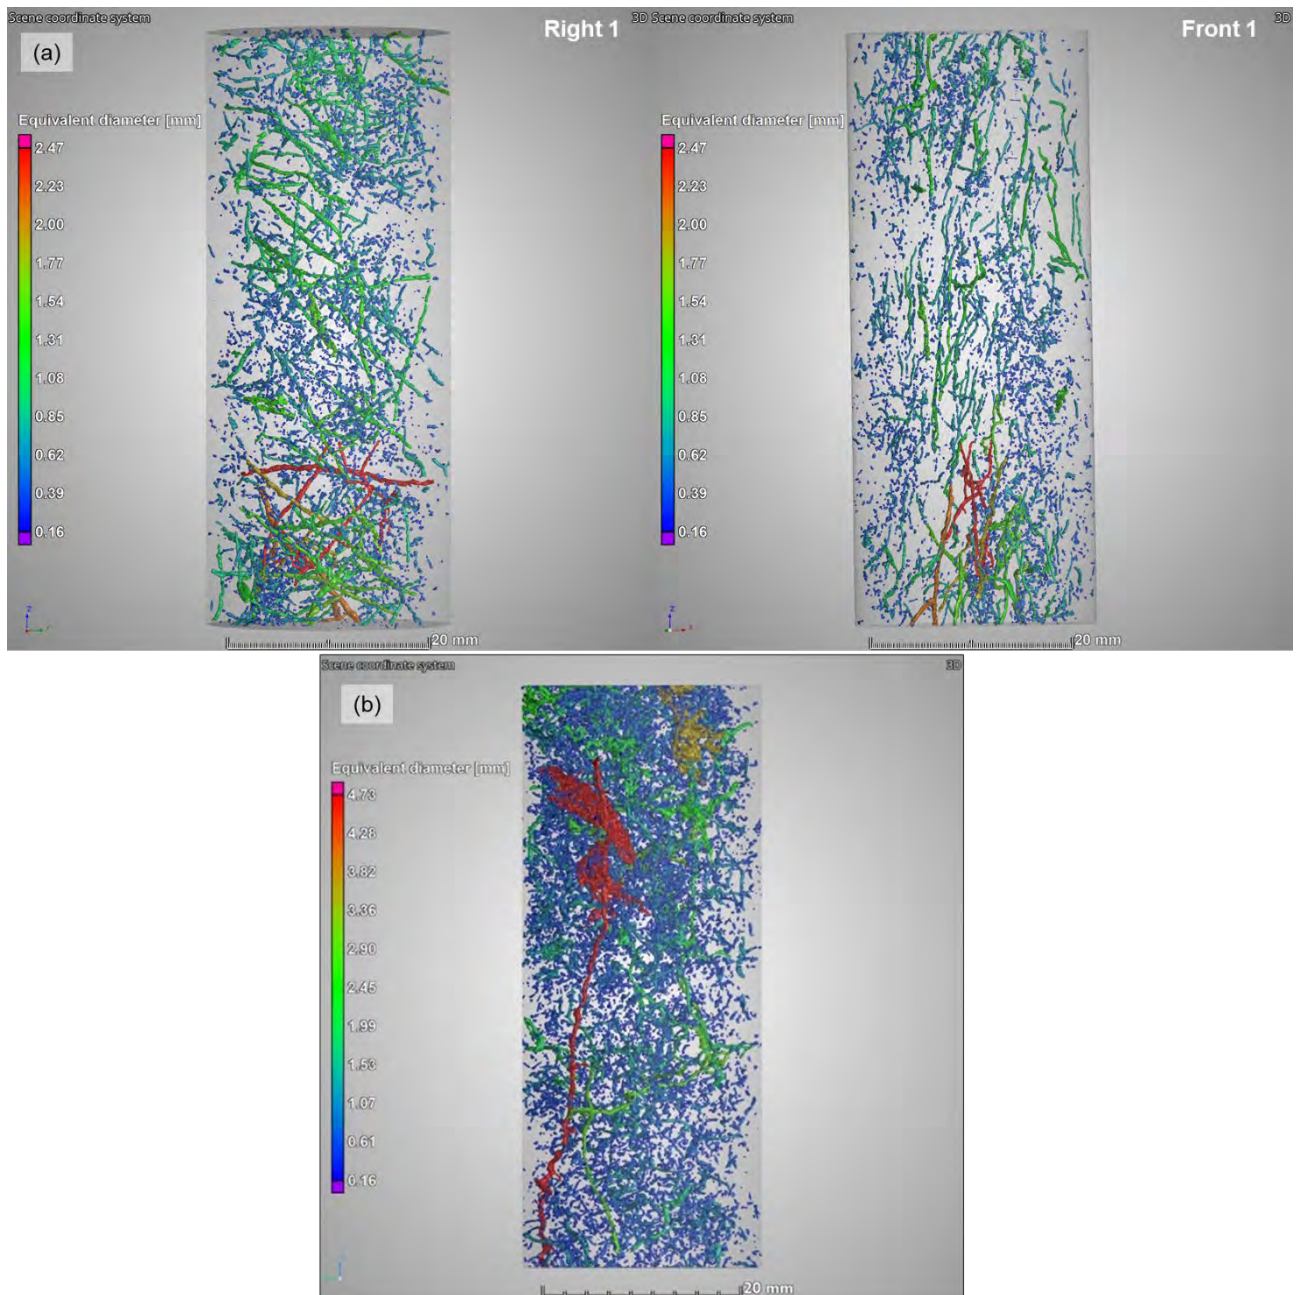 Scene coordinate system
Right 1
3D
(a)
Equivalent diameter [mm]
2.47
2.23
2.00
1.77
1.54
1.31
1.08
0.85
0.62
0.39
0.16
20 mm
Scene coordinate system
Front 1
3D
Equivalent diameter [mm]
2.47
2.23
2.00
1.77
1.54
1.31
1.08
0.85
0.62
0.39
0.16
20 mm
Scene coordinate system
3D
(b)
Equivalent diameter [mm]
4.73
4.28
3.82
3.36
2.90
2.45
1.99
1.53
1.07
0.61
0.16
20 mm